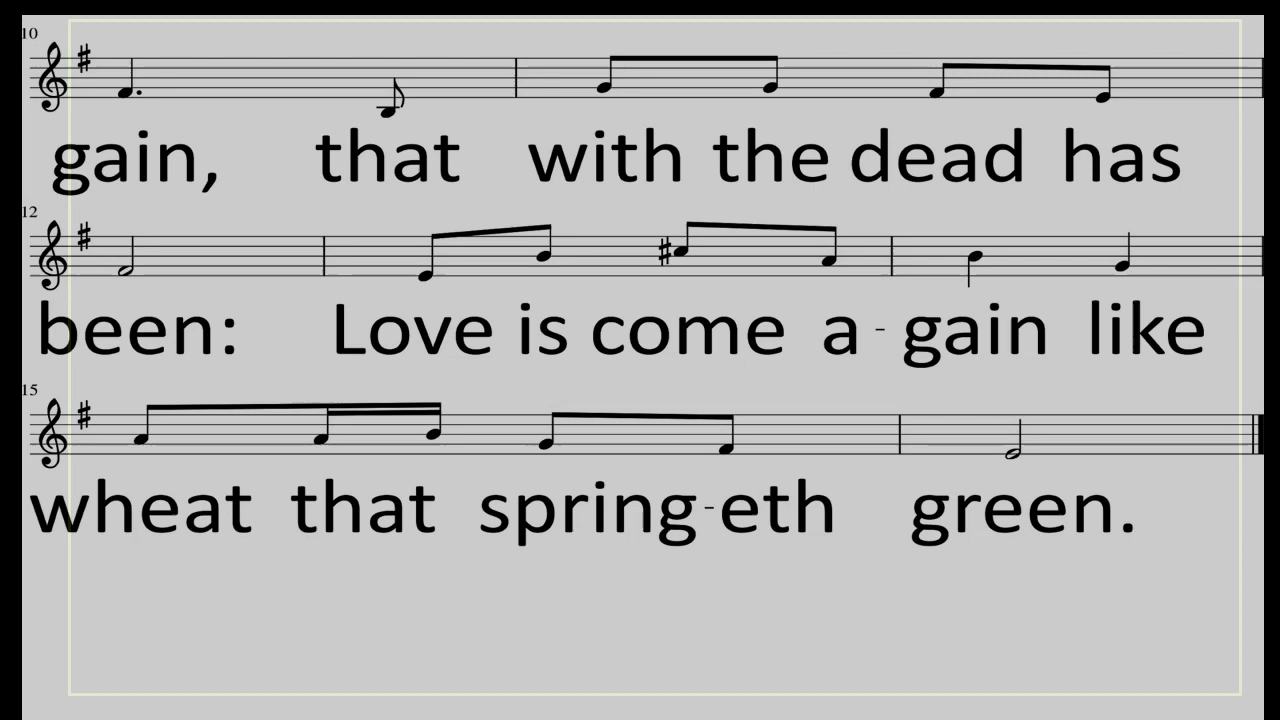 10
gain, that with the dead has
12
been: Love is come a - gain like
15
wheat that spring - eth green.